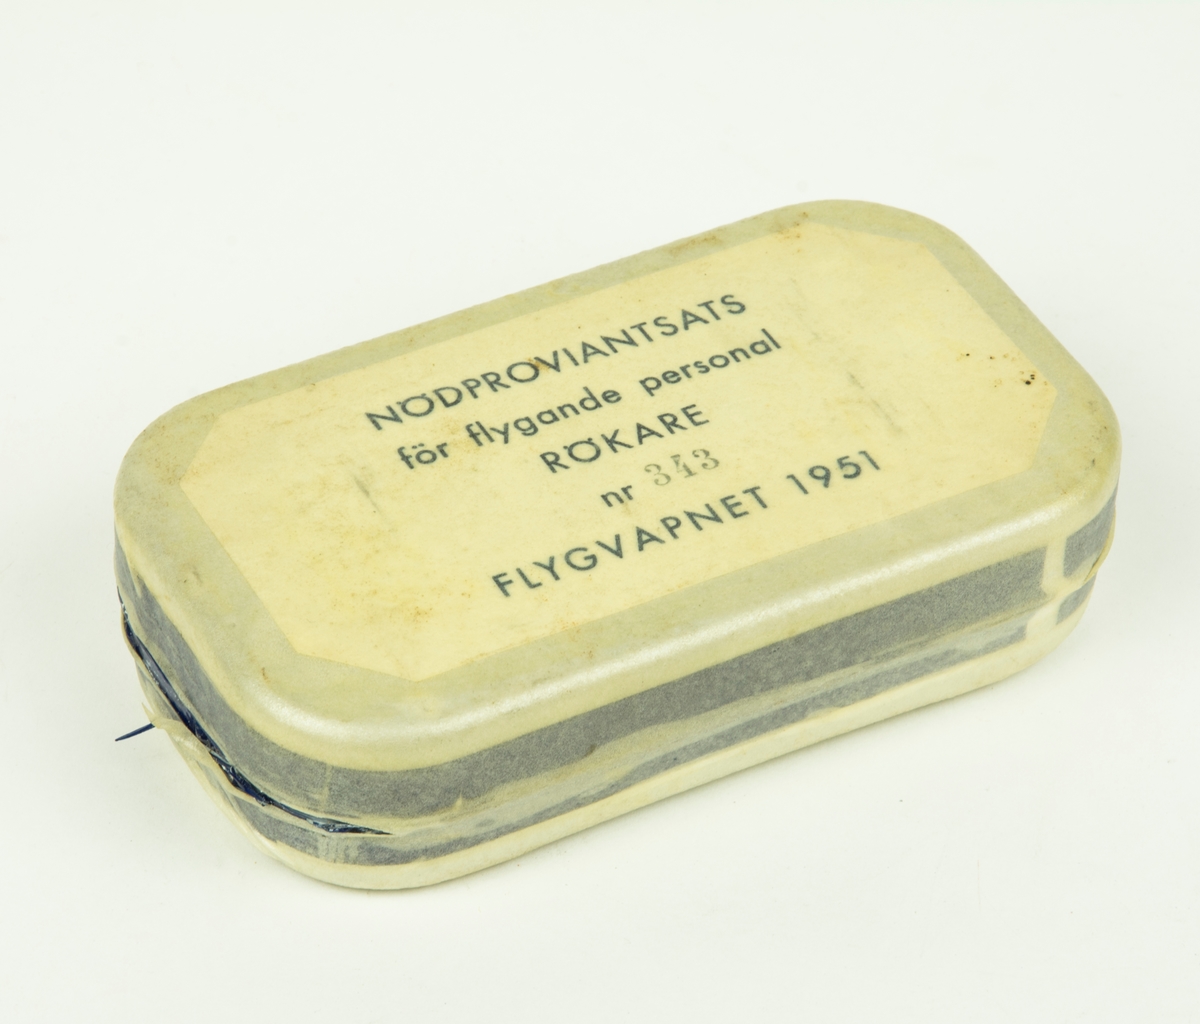 NÖDPROVIANTSATS
för flygande personal
RÖKARE
nr 343
FLYGVAPNET 1951